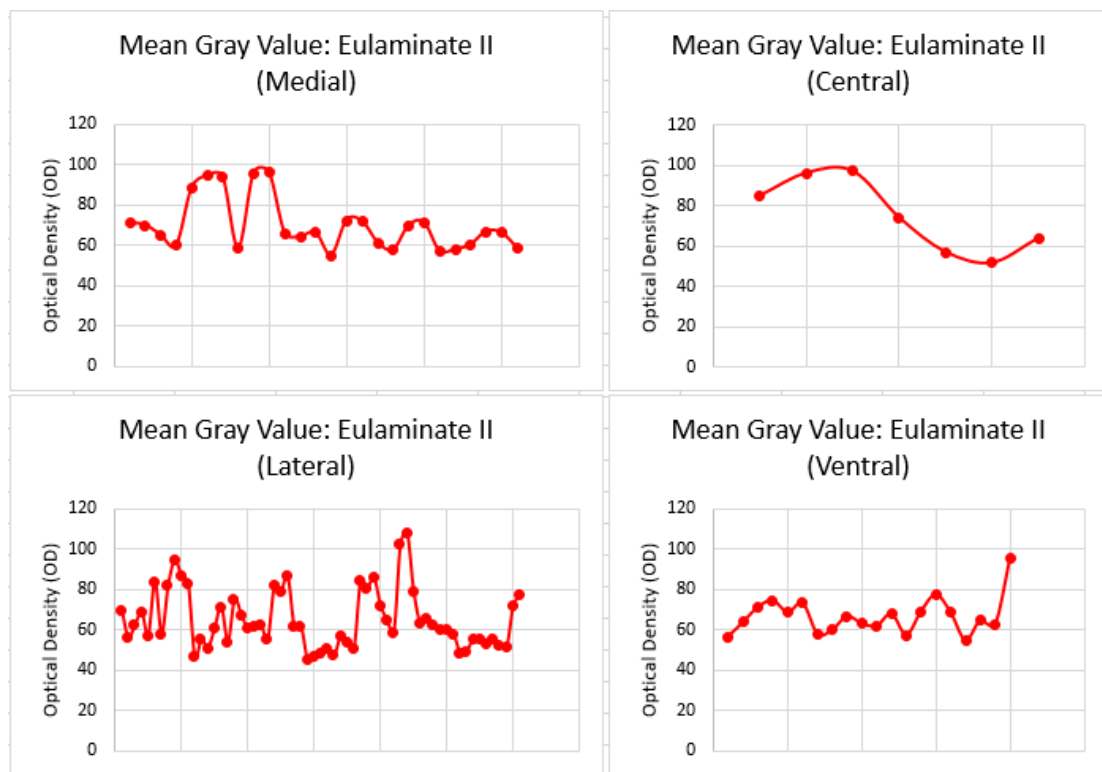 Mean Gray Value: Eulaminate II
(Medial)
120
100
80
60
40
20
0
Optical Density (OD)
Mean Gray Value: Eulaminate II
(Central)
120
100
80
60
40
20
0
Optical Density (OD)
Mean Gray Value: Eulaminate II
(Lateral)
120
100
80
60
40
20
0
Optical Density (OD)
Mean Gray Value: Eulaminate II
(Ventral)
120
100
80
60
40
20
0
Optical Density (OD)